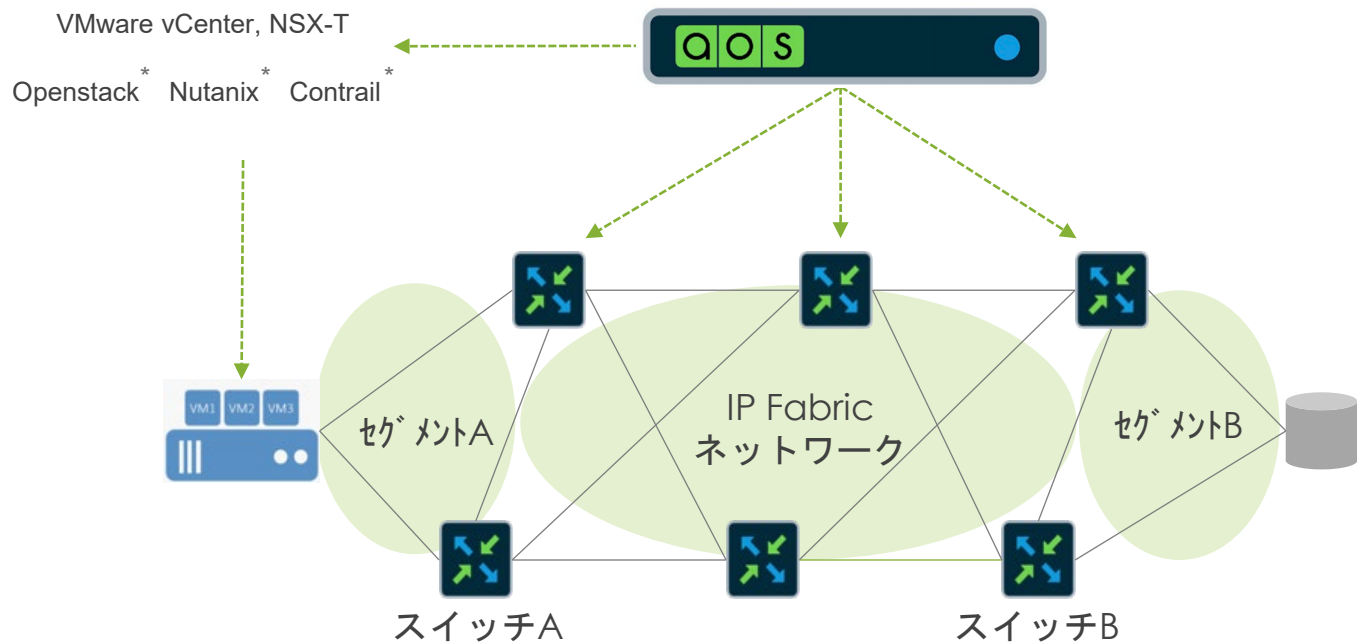 VMware vCenter, NSX-T
aos
Openstack* Nutanix* Contrail*
VM1 VM2 VM3
ｾｸﾞﾒﾝﾄA
IP Fabric
ネットワーク
ｾｸﾞﾒﾝﾄB
スイッチA
スイッチB